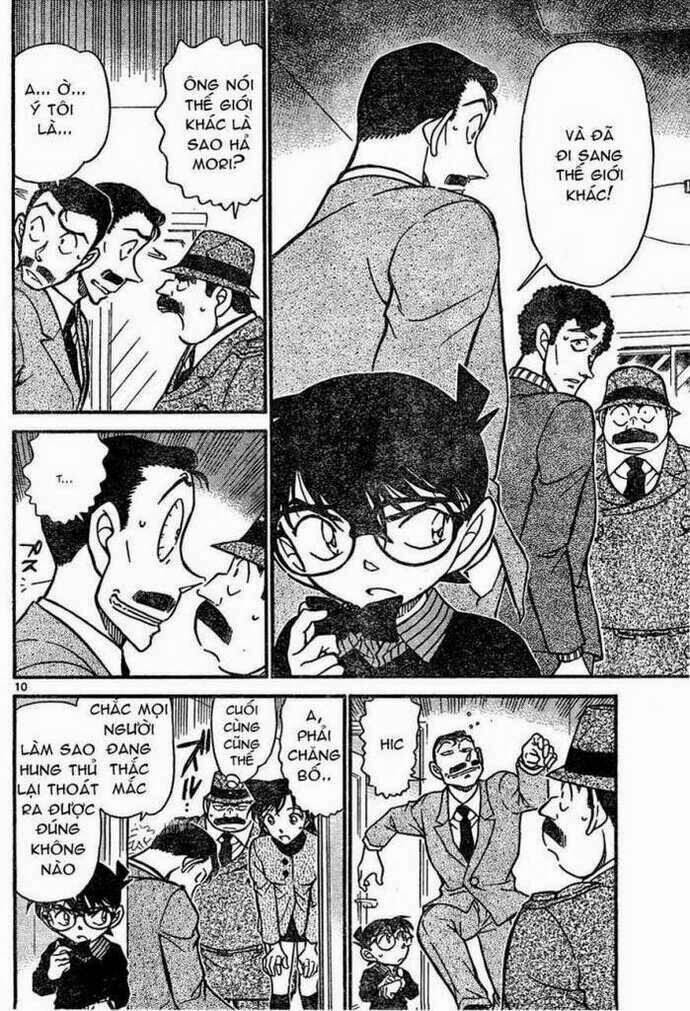 VÀ ĐÃ
ĐI SANG
THẾ GIỚI
KHÁC!
ÔNG NÓI
THẾ GIỚI
KHÁC LÀ
SAO HẢ
MORI?
A... Ờ...
Ý TÔI
LÀ...
T...
10
HIC
A,
PHẢI
CHĂNG
BỐ..
CUỐI
CÙNG
CŨNG
THẾ
CHẮC MỌI
NGƯỜI
ĐANG
THẮC
MẮC
LÀM SAO
HUNG THỦ
LẠI THOÁT
RA ĐƯỢC
ĐÚNG
KHÔNG
NÀO